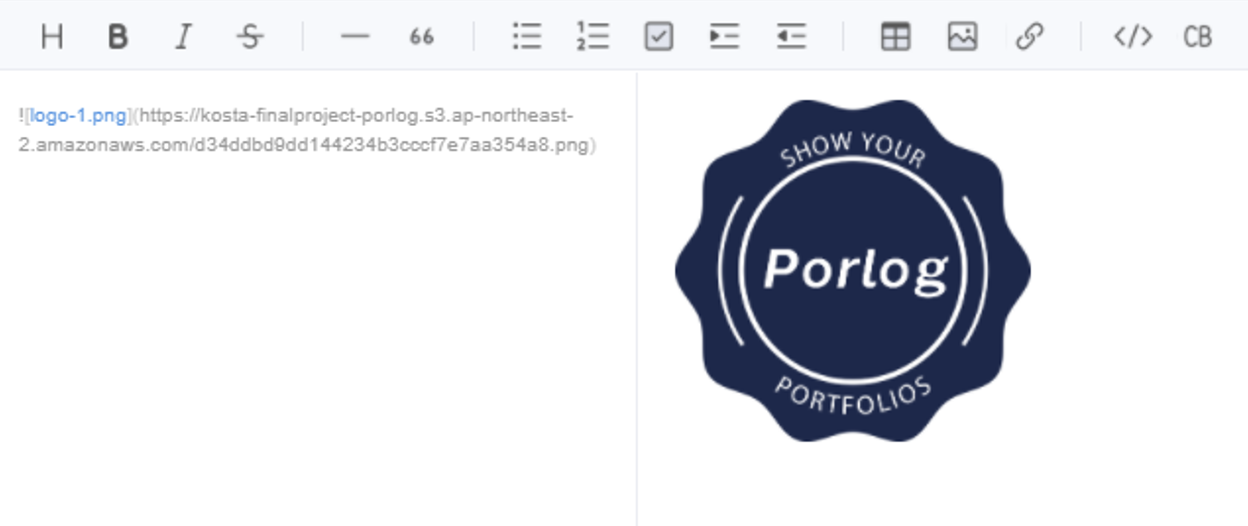 H B I S 66 </> CB
![logo-1.png](https://kosta-finalproject-porlog.s3.ap-northeast-
2.amazonaws.com/d34ddbd9dd144234b3cccf7e7aa354a8.png)
SHOW YOUR
Porlog
PORTFOLIOS